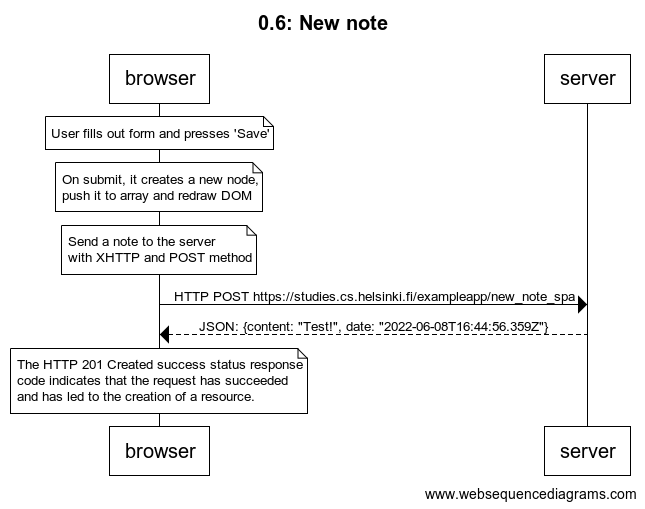 0.6: New note
browser
server
User fills out form and presses 'Save'
On submit, it creates a new node,
push it to array and redraw DOM
Send a note to the server
with XHTTP and POST method
HTTP POST https://studies.cs.helsinki.fi/exampleapp/new_note_spa
JSON: {content: "Test!", date: "2022-06-08T16:44:56.359Z"}
The HTTP 201 Created success status response
code indicates that the request has succeeded
and has led to the creation of a resource.
browser
server
www.websequencediagrams.com